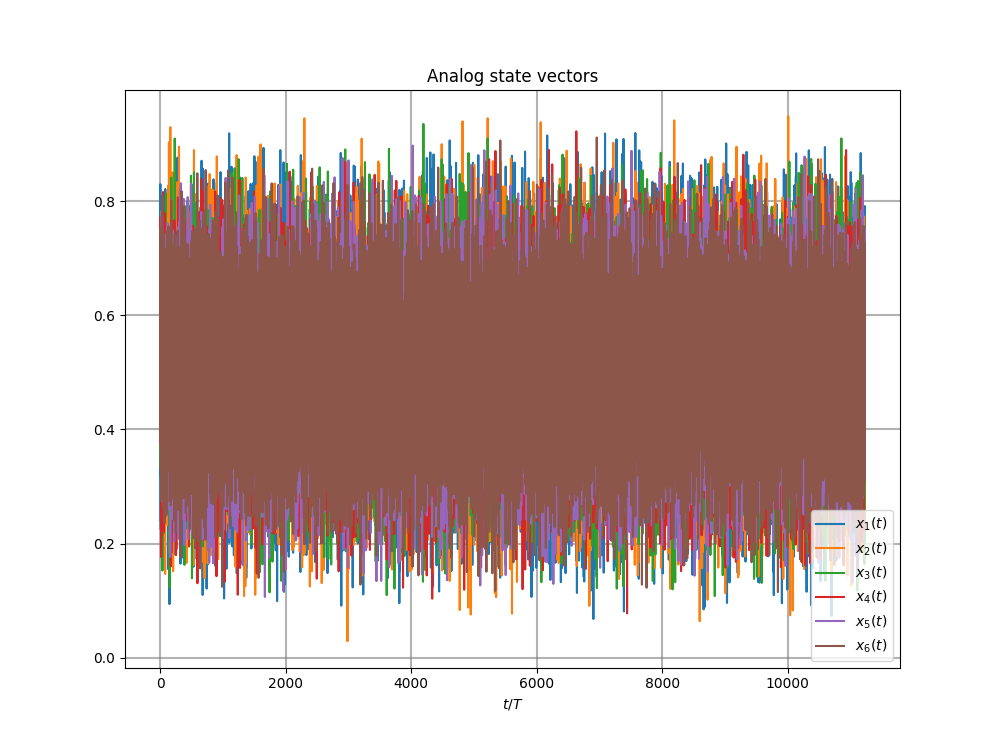 Analog state vectors
0.8
0.6
0.4
0.2
0.0
0 2000 4000 6000 8000 10000
t/T
x₁(t)
x₂(t)
x₃(t)
x₄(t)
x₅(t)
x₆(t)